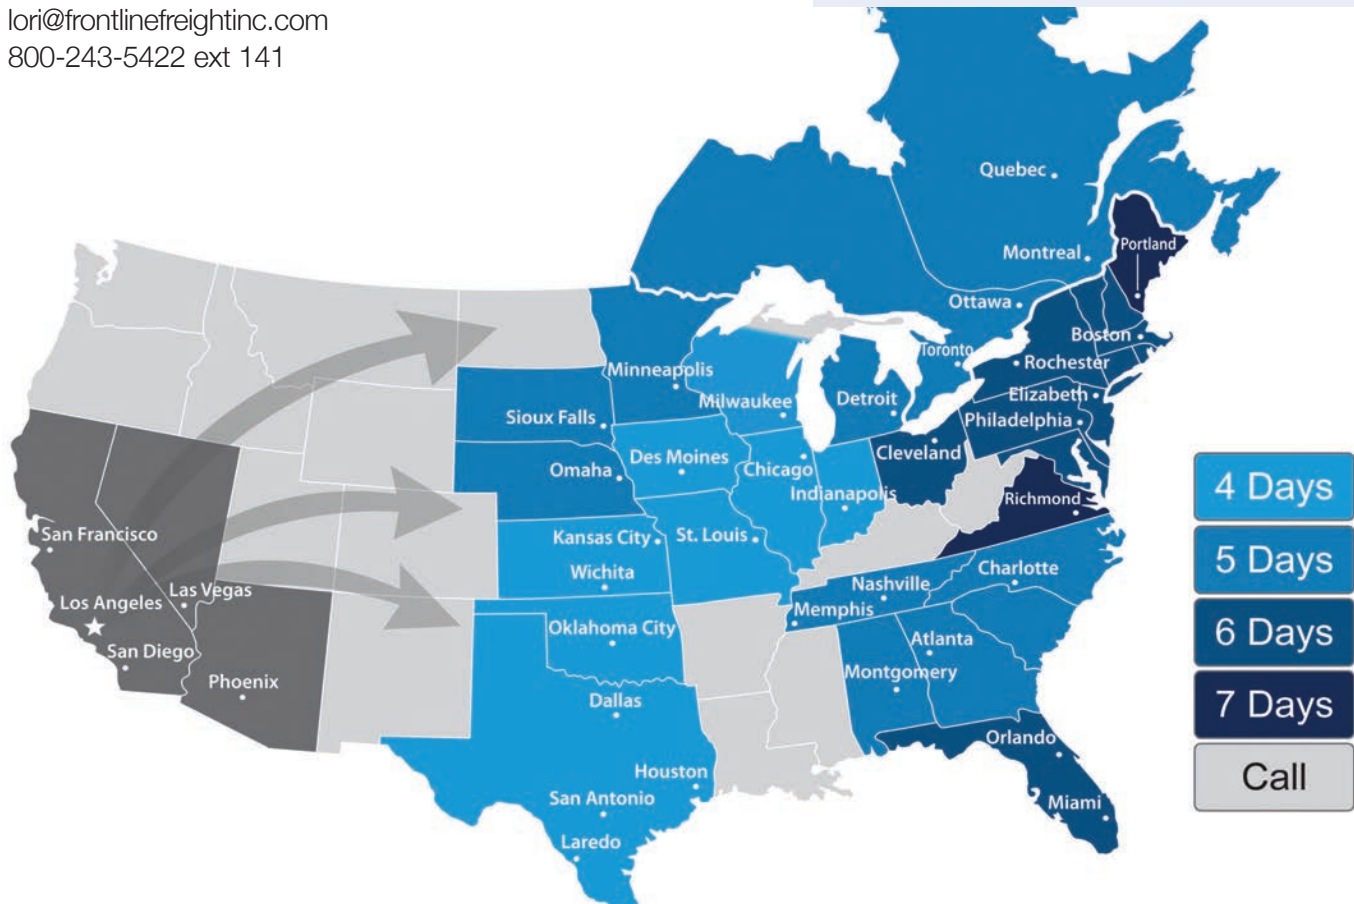 lori@frontlinefreightinc.com
800-243-5422 ext 141
Quebec
Montreal
Portland
Ottawa
Boston
Toronto
Rochester
Minneapolis
Milwaukee
Detroit
Elizabeth
Sioux Falls
Philadelphia
Des Moines
Chicago
Cleveland
Omaha
Indianapolis
Richmond
San Francisco
Kansas City
St. Louis
Wichita
Nashville
Charlotte
Las Vegas
Los Angeles
Memphis
Oklahoma City
Atlanta
San Diego
Montgomery
Phoenix
Dallas
Orlando
Houston
San Antonio
Miami
Laredo
4 Days
5 Days
6 Days
7 Days
Call